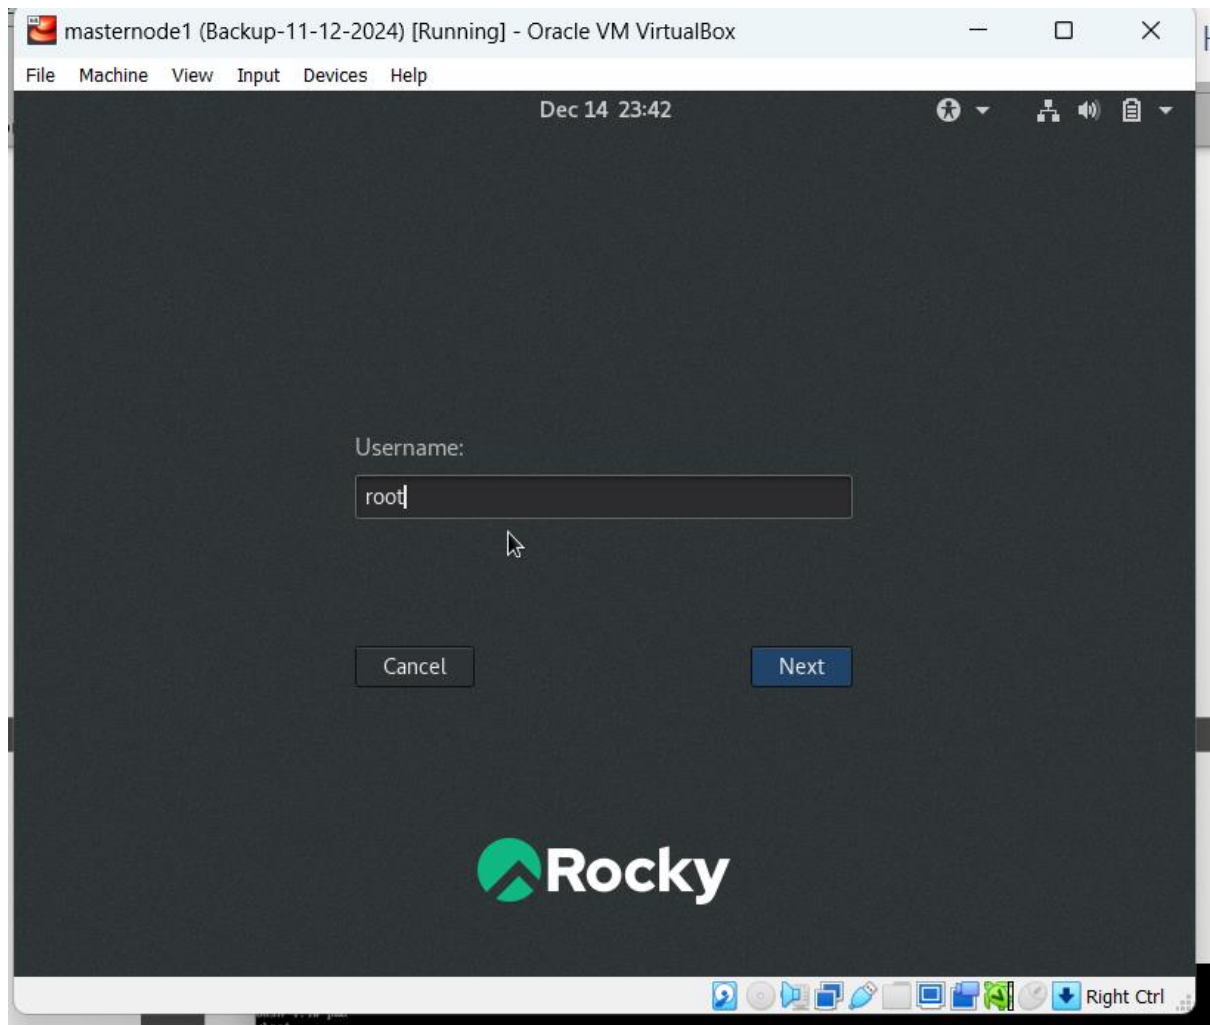 masternode1 (Backup-11-12-2024) [Running] - Oracle VM VirtualBox
File Machine View Input Devices Help
Dec 14 23:42
Username:
root
Cancel Next
Rocky
Right Ctrl